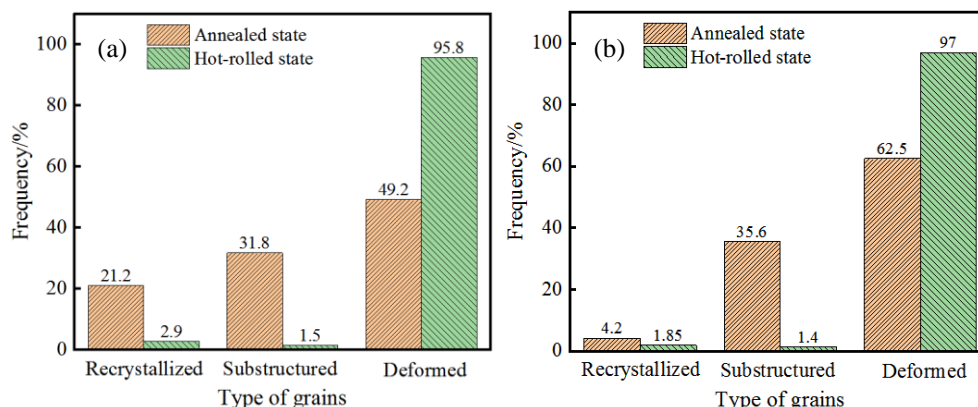 (a)
Annealed state
Hot-rolled state
100
80
60
40
20
0
Frequency/%
21.2
2.9
31.8
1.5
49.2
95.8
Recrystallized Substructured Deformed
Type of grains
(b)
Annealed state
Hot-rolled state
100
80
60
40
20
0
Frequency/%
4.2
1.85
35.6
1.4
62.5
97
Recrystallized Substructured Deformed
Type of grains